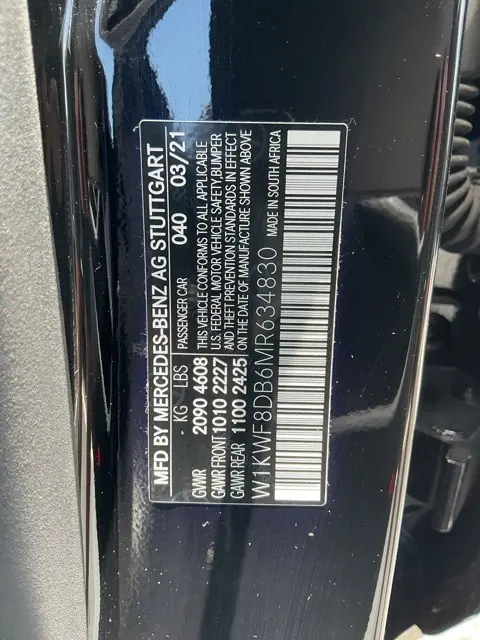 MFD BY MERCEDES-BENZ AG STUTTGART
KG LBS PASSENGER CAR 040 03/21
GVWR 2090 4608 THIS VEHICLE CONFORMS TO ALL APPLICABLE
U.S. FEDERAL MOTOR VEHICLE SAFETY,BUMPER
GAWR FRONT 1010 2227 AND THEFT PREVENTION STANDARDS IN EFFECT
GAWR REAR 1100 2425 ON THE DATE OF MANUFACTURE SHOWN ABOVE
W1KWF8DB6MR634830 MADE IN SOUTH AFRICA